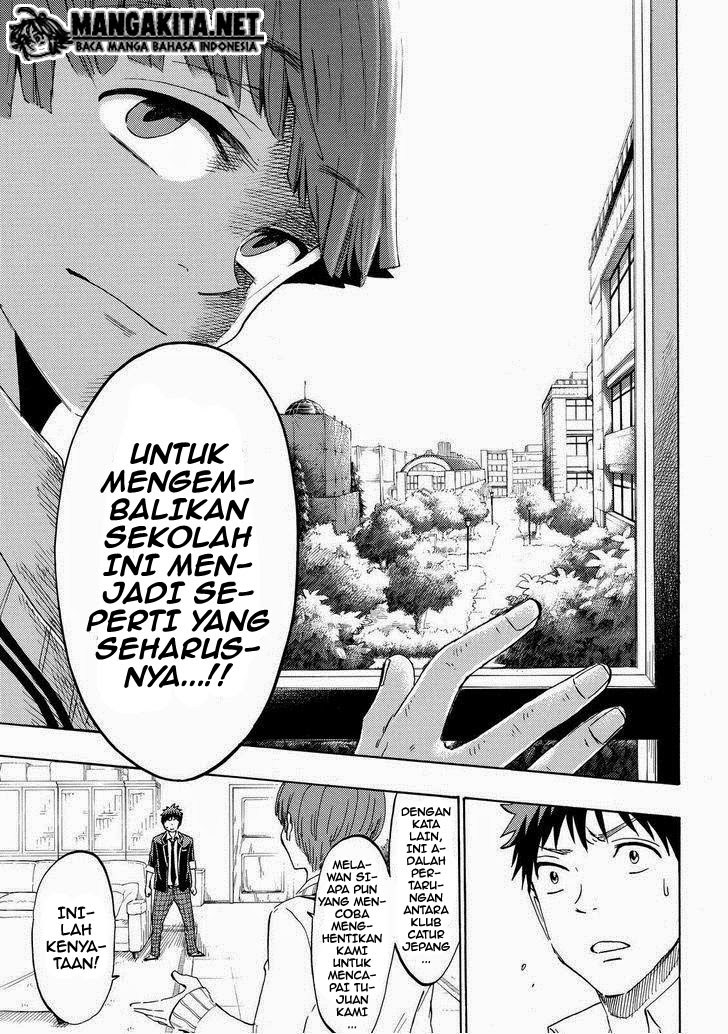 MANGAKITA.NET
BACA MANGA BAHASA INDONESIA
UNTUK
MENGEM-
BALIKAN
SEKOLAH
INI MEN-
JADI SE-
PERTI YANG
SEHARUS-
NYA...!!
DENGAN
KATA
LAIN,
INI A-
DALAH
PER-
TARU-
NGAN
ANTARA
KLUB
CATUR
JEPANG
...
MELA-
WAN SI-
APA PUN
YANG MEN-
COBA
MENG-
HENTIKAN
KAMI
UNTUK
MENCA-
PAI TU-
JUAN
KAMI
INI-
LAH
KENYA-
TAAN!